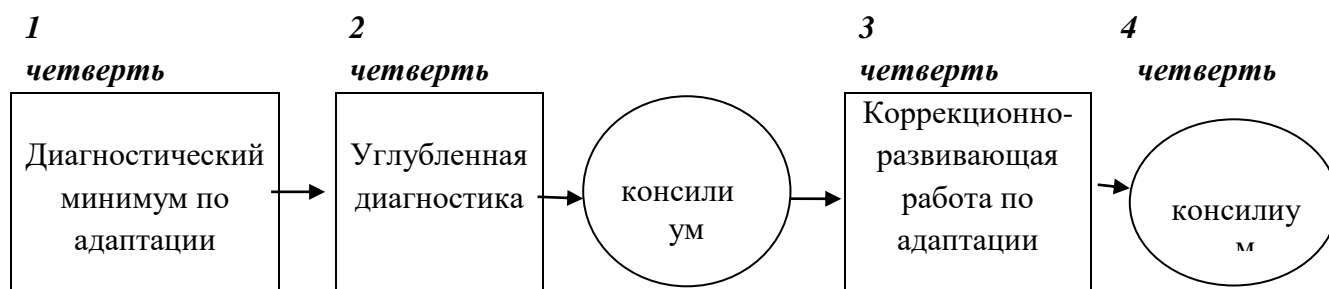 1
четверть
2
четверть
3
четверть
4
четверть
Диагностический
минимум по
адаптации
Углубленная
диагностика
консили
ум
Коррекционно-
развивающая
работа по
адаптации
консилиу
м